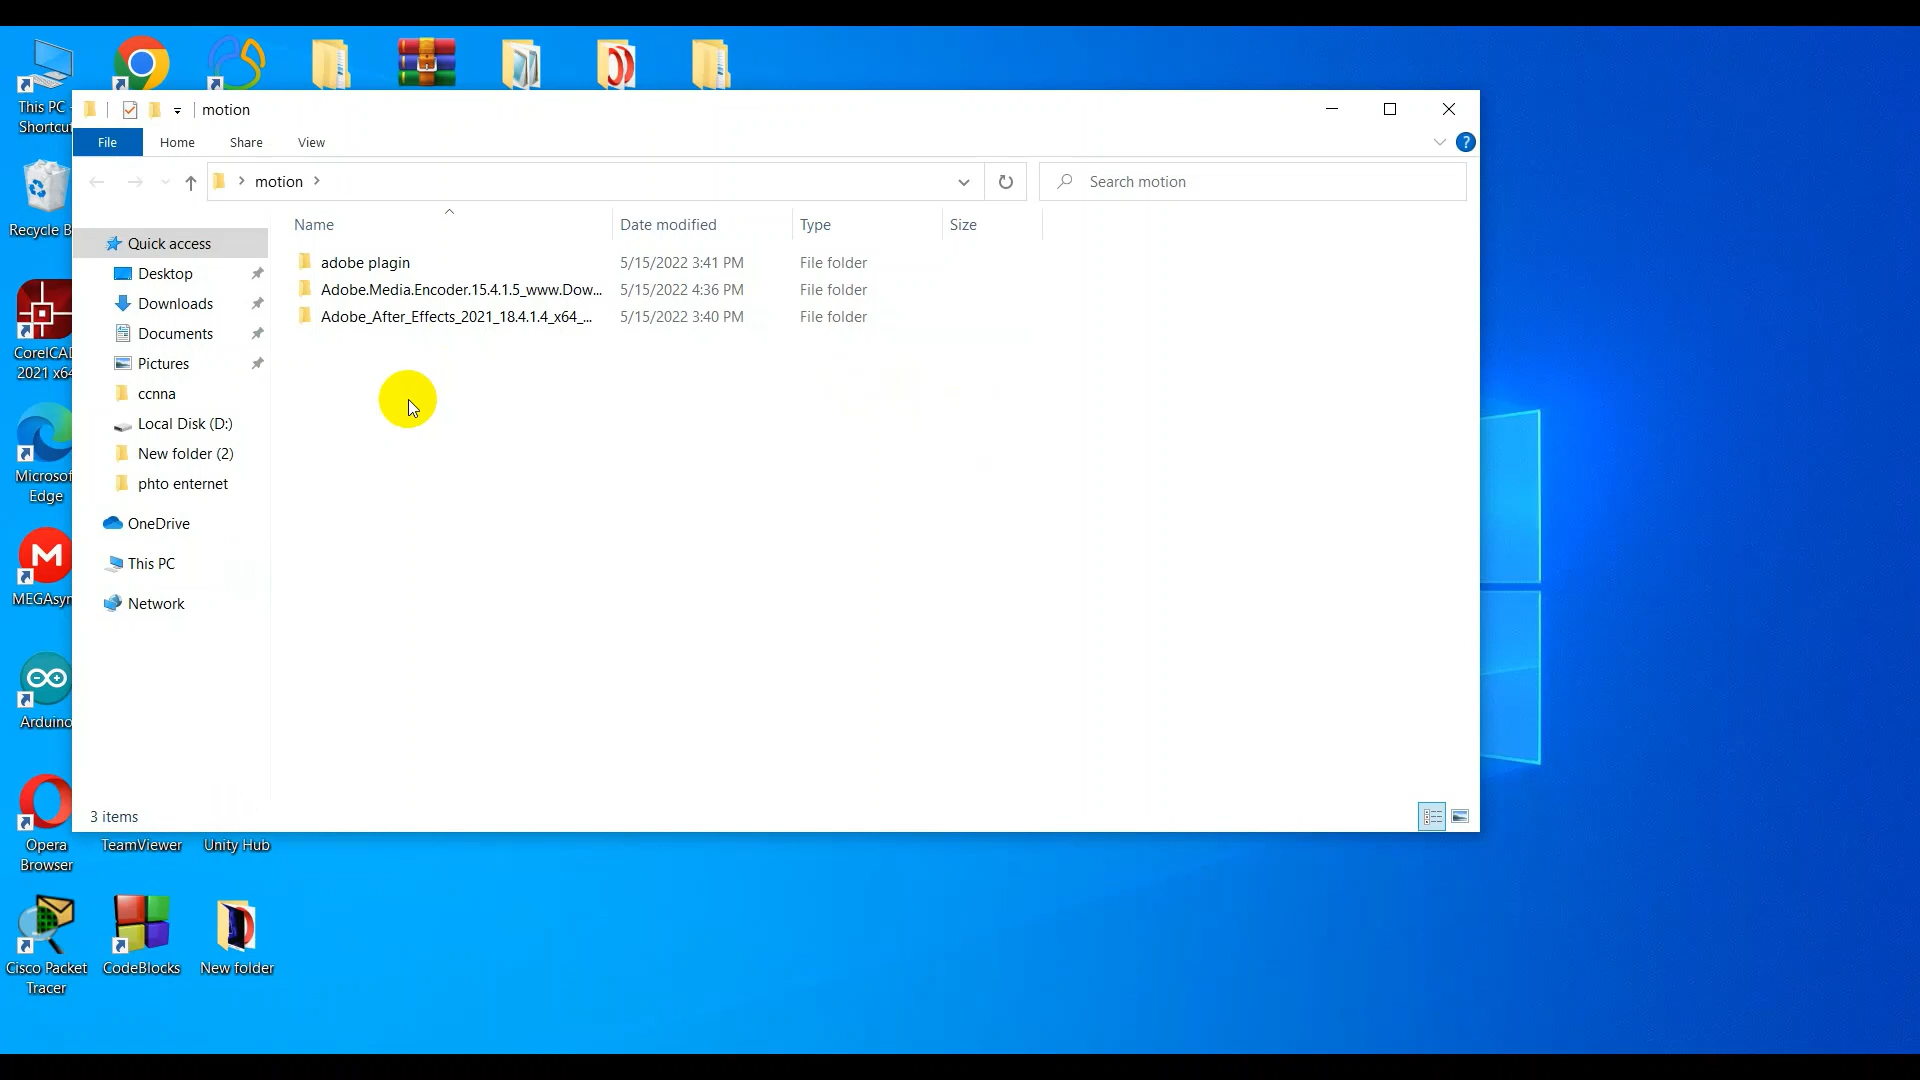 motion
File Home Share View
?
motion
Search motion
Name Date modified Type Size
adobe plagin 5/15/2022 3:41 PM File folder
Adobe.Media.Encoder.15.4.1.5_www.Dow... 5/15/2022 4:36 PM File folder
Adobe_After_Effects_2021_18.4.1.4_x64_... 5/15/2022 3:40 PM File folder
Quick access
Desktop
Downloads
Documents
Pictures
ccnna
Local Disk (D:)
New folder (2)
phto enternet
OneDrive
This PC
Network
3 items
This PC -
Shortcut
Recycle B
CorelCAD
2021 x64
Microsof
Edge
M
MEGAsyn
Arduino
Opera
Browser
TeamViewer
Unity Hub
Cisco Packet
Tracer
CodeBlocks
New folder